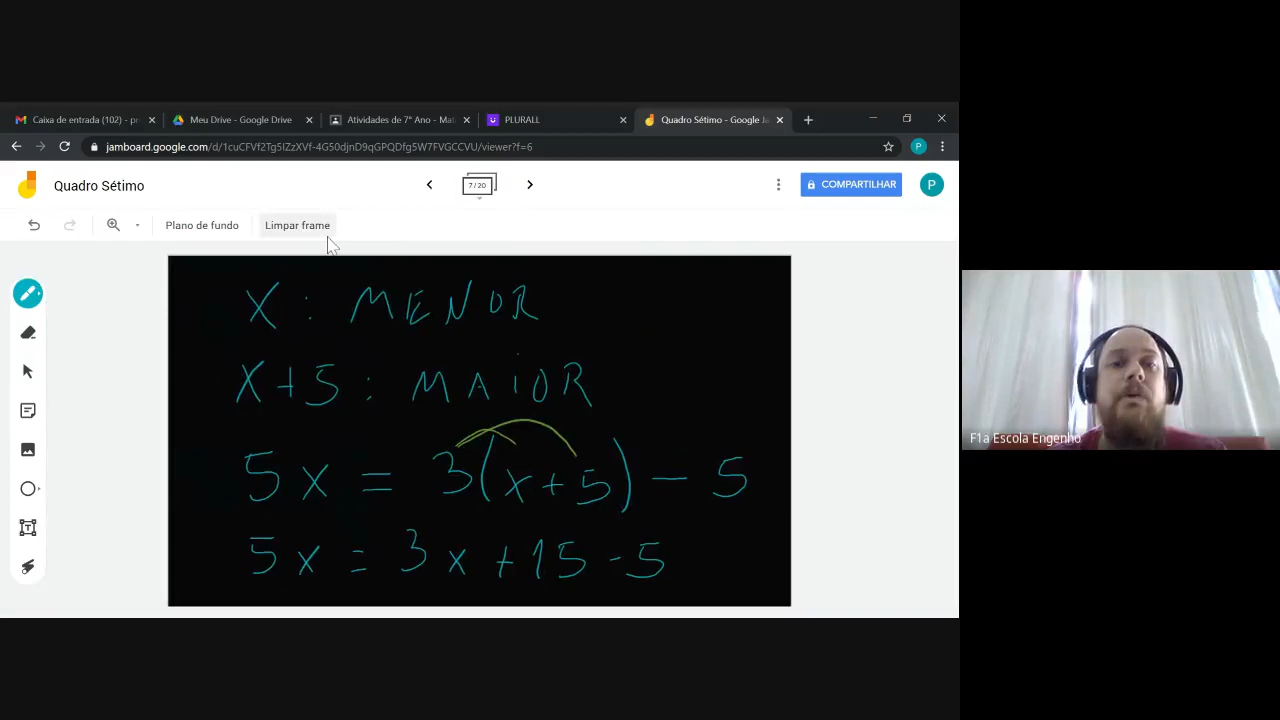 Caixa de entrada (102) - pr
Meu Drive - Google Drive
Atividades de 7° Ano - Mat
PLURALL
Quadro Sétimo - Google Ja
jamboard.google.com/d/1cuCFVf2Tg5IZzXVf-4G50djnD9qGPQDfg5W7FVGCCVU/viewer?f=6
P
Quadro Sétimo
7/20
COMPARTILHAR
P
Plano de fundo
Limpar frame
X : MENOR
X+5 : MAiOR
5x = 3(x+5) - 5
5x = 3x +15 -5
F1a Escola Engenho